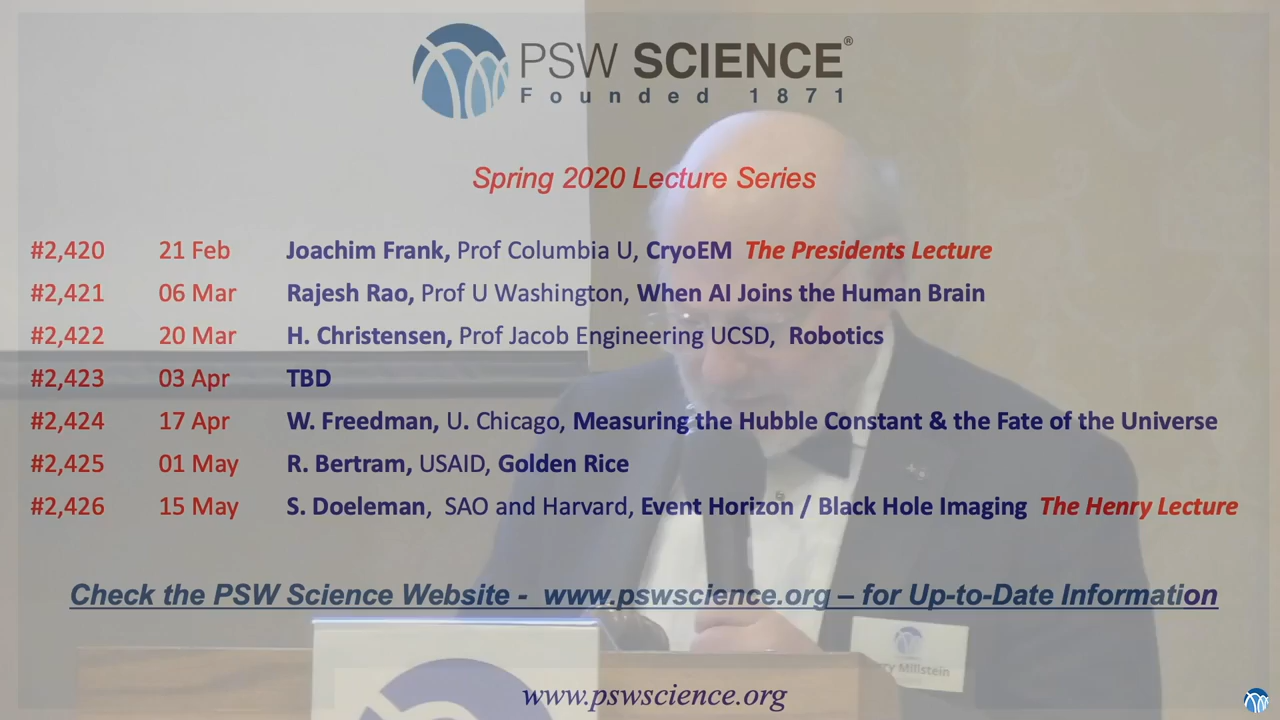 PSW SCIENCE®
Founded 1871
Spring 2020 Lecture Series
#2,420 21 Feb Joachim Frank, Prof Columbia U, CryoEM The Presidents Lecture
#2,421 06 Mar Rajesh Rao, Prof U Washington, When AI Joins the Human Brain
#2,422 20 Mar H. Christensen, Prof Jacob Engineering UCSD, Robotics
#2,423 03 Apr TBD
#2,424 17 Apr W. Freedman, U. Chicago, Measuring the Hubble Constant & the Fate of the Universe
#2,425 01 May R. Bertram, USAID, Golden Rice
#2,426 15 May S. Doeleman, SAO and Harvard, Event Horizon / Black Hole Imaging The Henry Lecture
Check the PSW Science Website - www.pswscience.org – for Up-to-Date Information
Millstein
www.pswscience.org